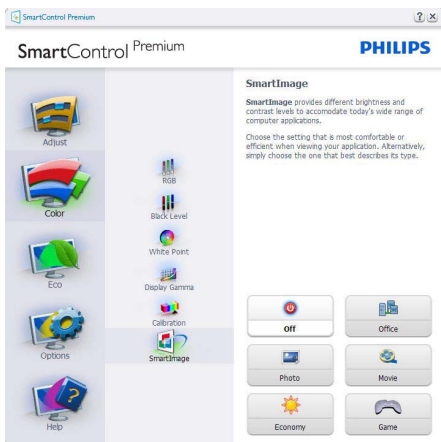 SmartControl Premium
SmartControl Premium
PHILIPS
Adjust
Color
Eco
Options
Help
RGB
Black Level
White Point
Display Gamma
Calibration
SmartImage
SmartImage
SmartImage provides different brightness and
contrast levels to accomodate today's wide range of
computer applications.
Choose the setting that is most comfortable or
efficient when viewing your application. Alternatively,
simply choose the one that best describes its type.
Off
Office
Photo
Movie
Economy
Game